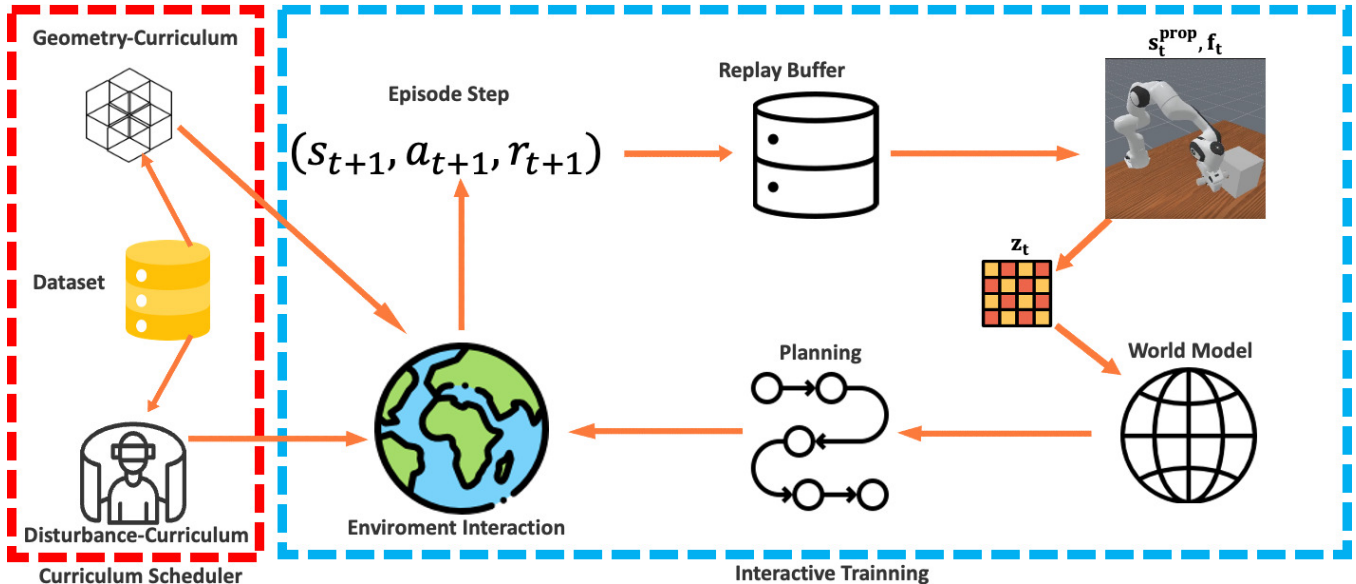 Geometry-Curriculum
Dataset
Disturbance-Curriculum
Curriculum Scheduler
Episode Step
(s_{t+1}, a_{t+1}, r_{t+1})
Replay Buffer
s_t^{prop}, f_t
z_t
World Model
Planning
Enviroment Interaction
Interactive Trainning